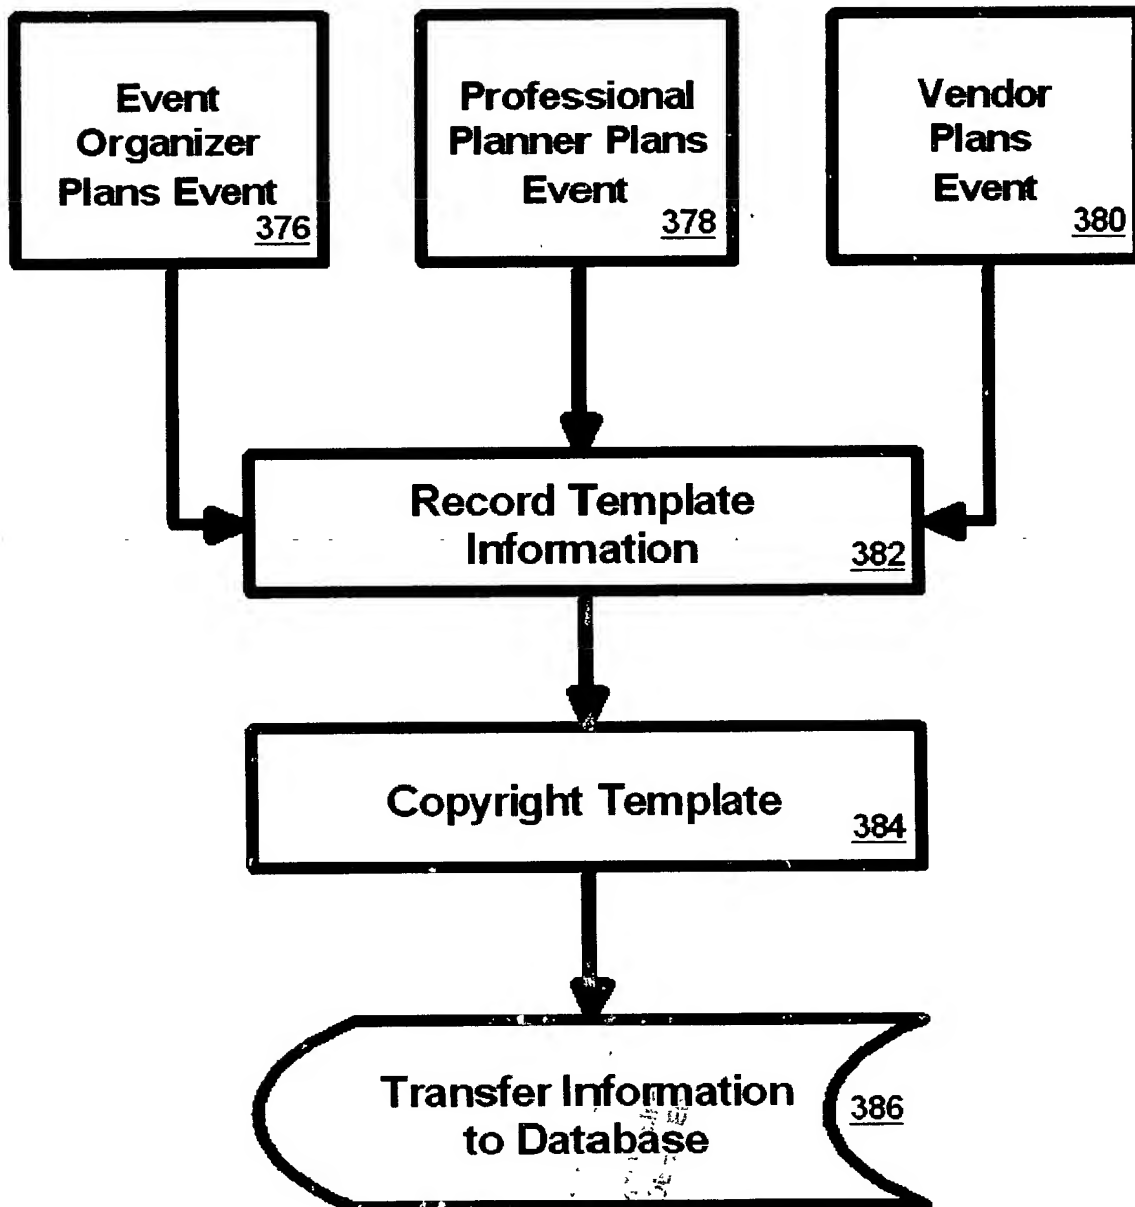 Event
Organizer
Plans Event
376
Professional
Planner Plans
Event
378
Vendor
Plans
Event
380
Record Template
Information
382
Copyright Template
384
Transfer Information
to Database
386